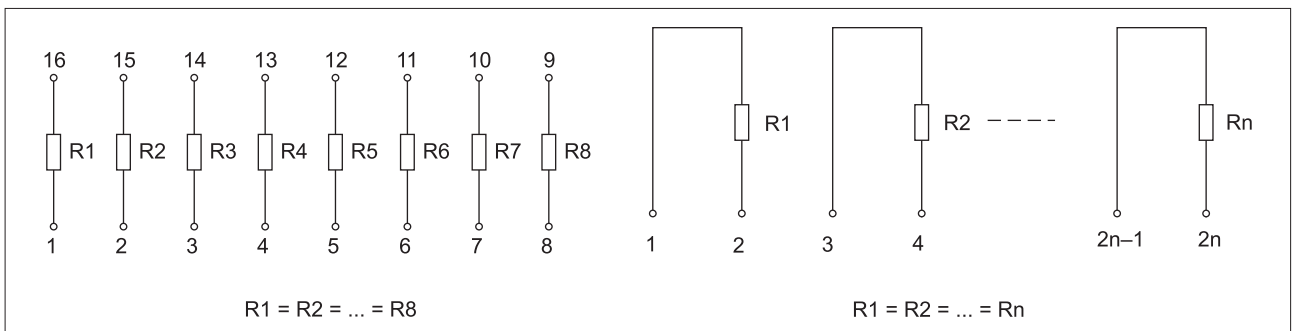 16 15 14 13 12 11 10 9
R1 R2 R3 R4 R5 R6 R7 R8
1 2 3 4 5 6 7 8
R1 = R2 = ... = R8
R1 R2 Rn
1 2 3 4 2n–1 2n
R1 = R2 = ... = Rn